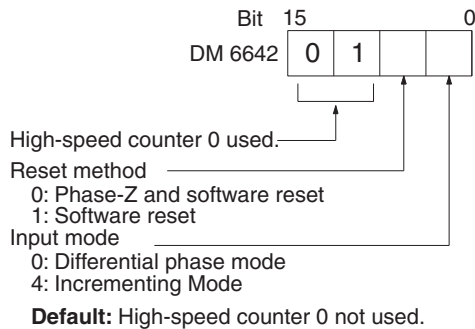 Bit 15 0
DM 6642 0 1
High-speed counter 0 used.
Reset method
0: Phase-Z and software reset
1: Software reset
Input mode
0: Differential phase mode
4: Incrementing Mode
Default: High-speed counter 0 not used.